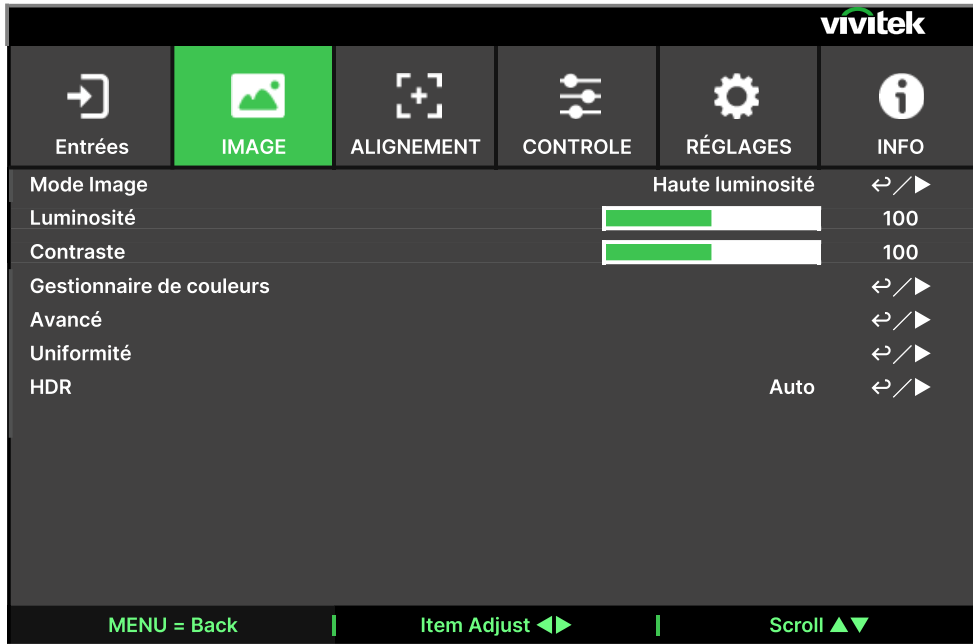 vivitek
Entrées IMAGE ALIGNEMENT CONTROLE RÉGLAGES INFO
Mode Image Haute luminosité
Luminosité 100
Contraste 100
Gestionnaire de couleurs
Avancé
Uniformité
HDR Auto
MENU = Back Item Adjust ◀▶ Scroll ▲▼